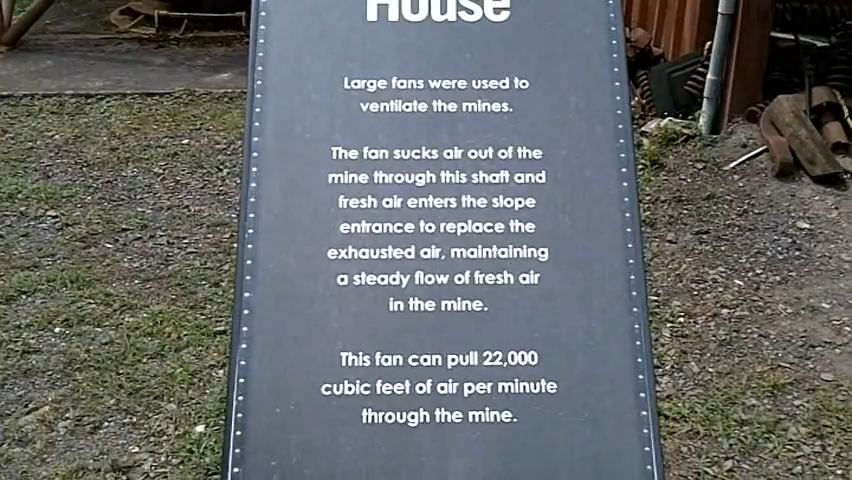 House
Large fans were used to
ventilate the mines.
The fan sucks air out of the
mine through this shaft and
fresh air enters the slope
entrance to replace the
exhausted air, maintaining
a steady flow of fresh air
in the mine.
This fan can pull 22,000
cubic feet of air per minute
through the mine.